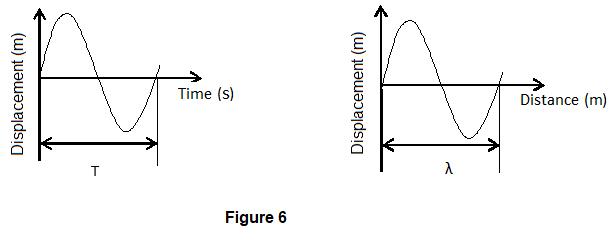 Displacement (m)
Time (s)
T
Displacement (m)
Distance (m)
λ
Figure 6